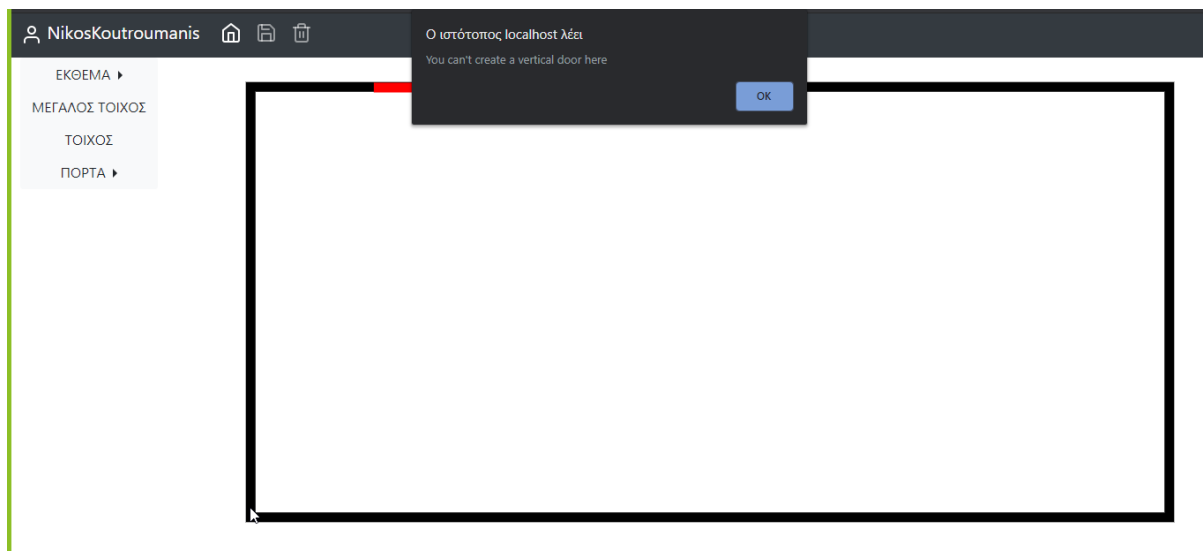 NikosKoutroumanis
Ο ιστότοπος localhost λέει
You can't create a vertical door here
OK
ΕΚΘΕΜΑ
ΜΕΓΑΛΟΣ ΤΟΙΧΟΣ
ΤΟΙΧΟΣ
ΠΟΡΤΑ